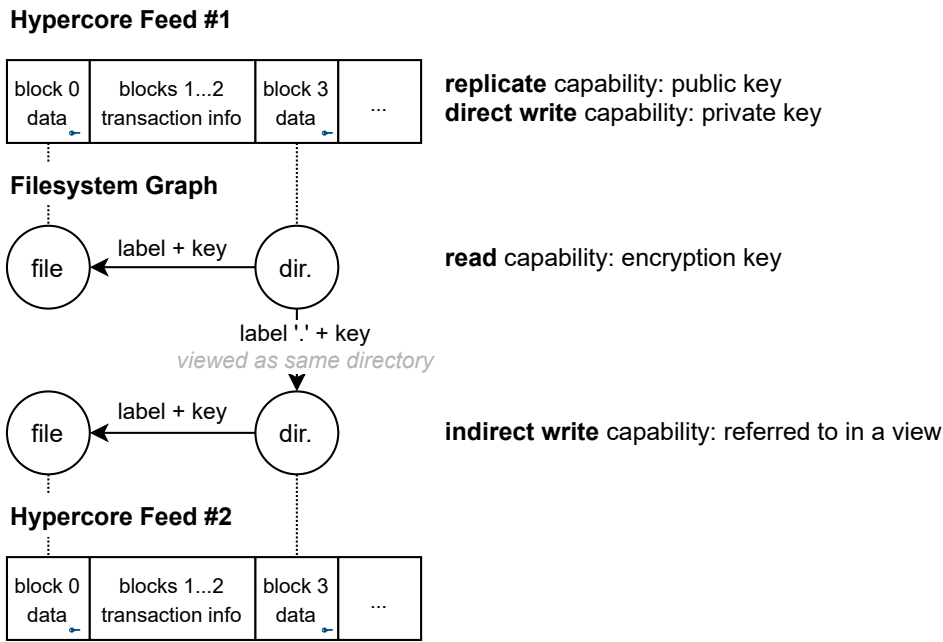 Hypercore Feed #1
block 0
data
blocks 1...2
transaction info
block 3
data
...
replicate capability: public key
direct write capability: private key
Filesystem Graph
file
label + key
dir.
read capability: encryption key
label '.' + key
viewed as same directory
file
label + key
dir.
indirect write capability: referred to in a view
Hypercore Feed #2
block 0
data
blocks 1...2
transaction info
block 3
data
...